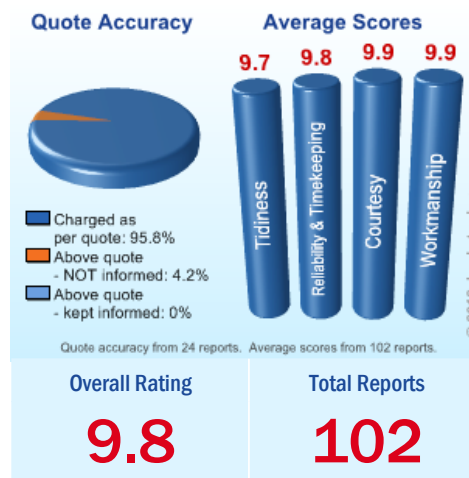 Quote Accuracy
Charged as
per quote: 95.8%
Above quote
- NOT informed: 4.2%
Above quote
- kept informed: 0%
Average Scores
9.7
9.8
9.9
9.9
Tidiness
Reliability & Timekeeping
Courtesy
Workmanship
Quote accuracy from 24 reports. Average scores from 102 reports.
Overall Rating
9.8
Total Reports
102